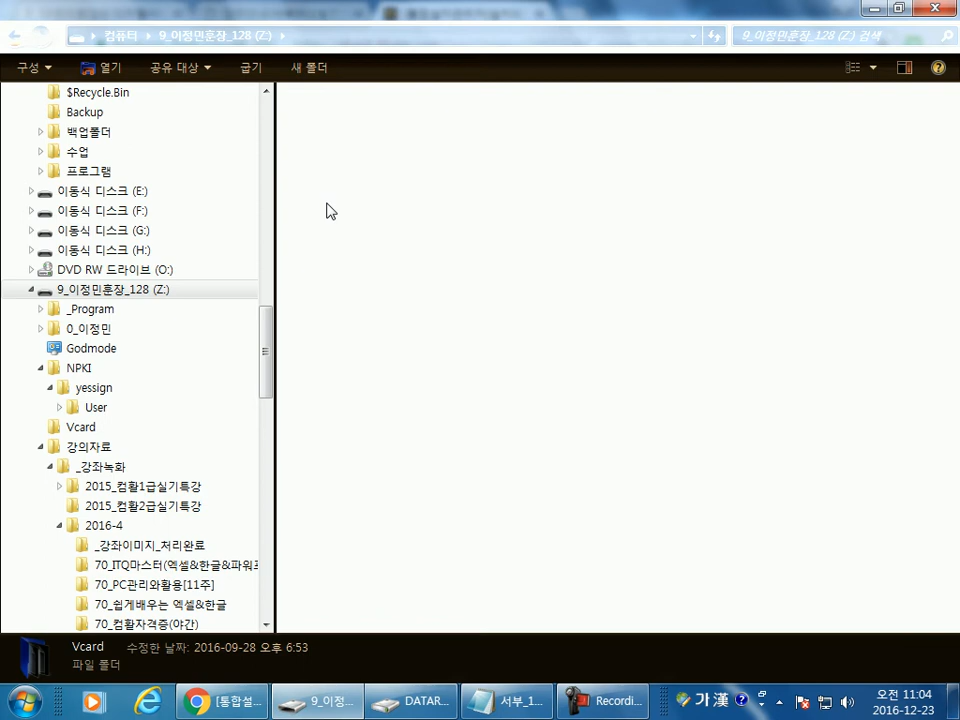 컴퓨터 9_이정민훈장_128 (Z:)
9_이정민훈장_128 (Z:) 검색
구성 열기 공유 대상 굽기 새 폴더
$Recycle.Bin
Backup
백업폴더
수업
프로그램
이동식 디스크 (E:)
이동식 디스크 (F:)
이동식 디스크 (G:)
이동식 디스크 (H:)
DVD RW 드라이브 (O:)
9_이정민훈장_128 (Z:)
_Program
0_이정민
Godmode
NPKI
yessign
User
Vcard
강의자료
_강좌녹화
2015_컴활1급실기특강
2015_컴활2급실기특강
2016-4
_강좌이미지_처리완료
70_ITQ마스터(엑셀&한글&파워포
70_PC관리와활용[11주]
70_쉽게배우는 엑셀&한글
70_컴활자격증(야간)
Vcard 수정한 날짜: 2016-09-28 오후 6:53
파일 폴더
[통합설... 9_이정... DATAR... 서부_1... Recordi... 가 漢
오전 11:04
2016-12-23